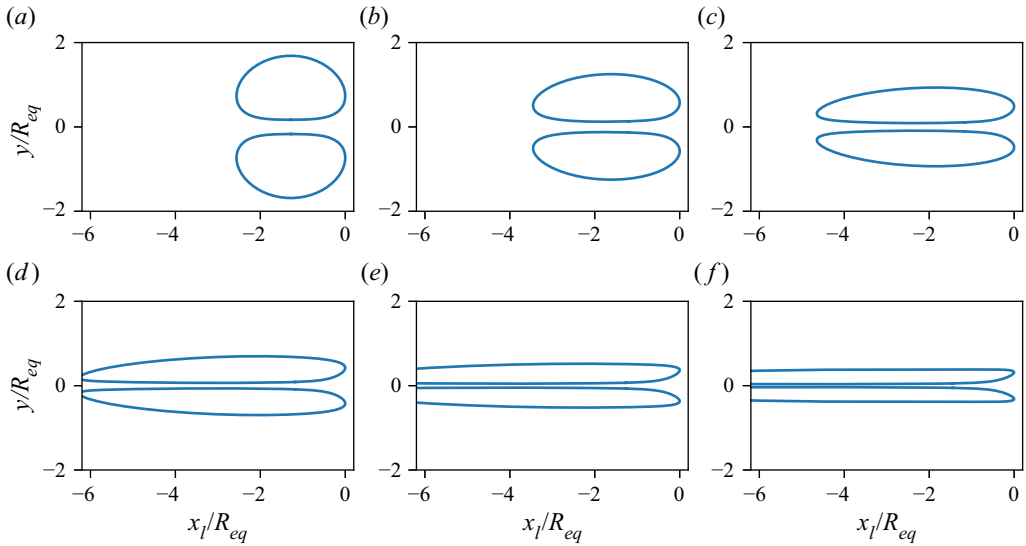 (a) (b) (c)
2 2 2
y/R_eq 0 0 0
−2 −2 −2
−6 −4 −2 0 −6 −4 −2 0 −6 −4 −2 0
(d) (e) (f)
2 2 2
y/R_eq 0 0 0
−2 −2 −2
−6 −4 −2 0 −6 −4 −2 0 −6 −4 −2 0
x_l/R_eq x_l/R_eq x_l/R_eq